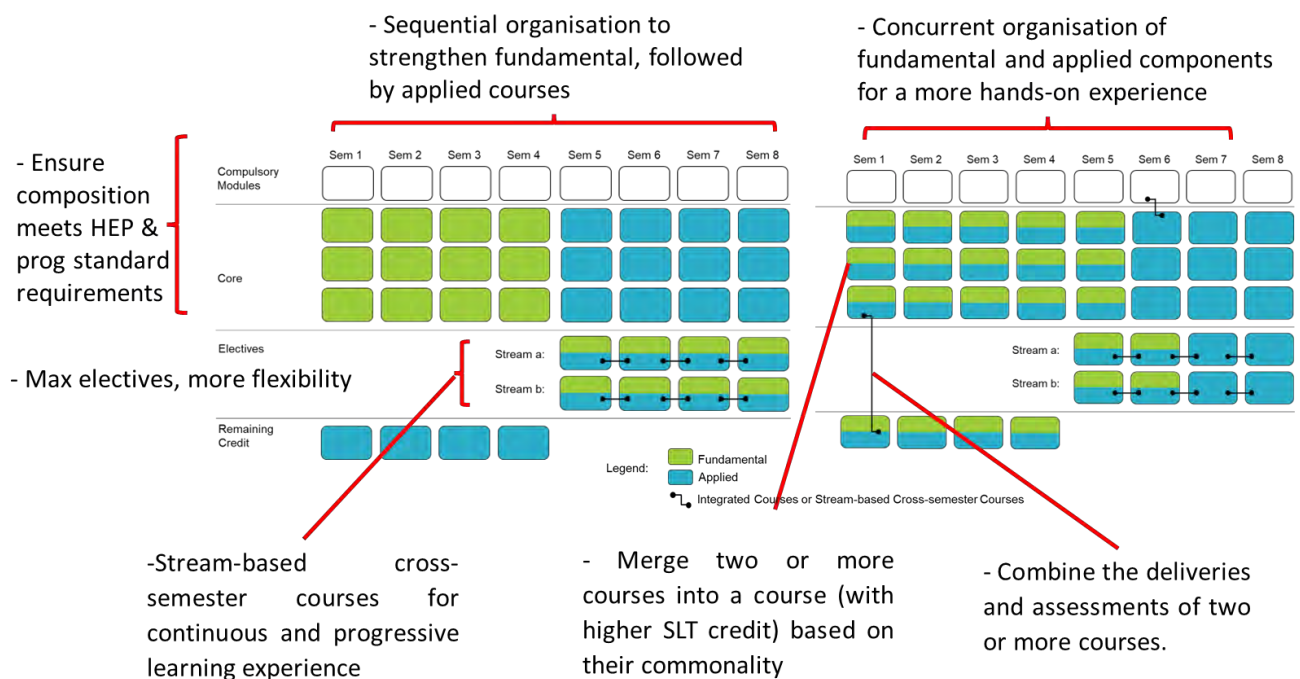 - Sequential organisation to
strengthen fundamental, followed
by applied courses
- Concurrent organisation of
fundamental and applied components
for a more hands-on experience
- Ensure
composition
meets HEP &
prog standard
requirements
Sem 1 Sem 2 Sem 3 Sem 4 Sem 5 Sem 6 Sem 7 Sem 8
Compulsory
Modules
Core
Electives
Stream a:
Stream b:
- Max electives, more flexibility
Remaining
Credit
Sem 1 Sem 2 Sem 3 Sem 4 Sem 5 Sem 6 Sem 7 Sem 8
Stream a:
Stream b:
Legend:
Fundamental
Applied
Integrated Courses or Stream-based Cross-semester Courses
-Stream-based cross-
semester courses for
continuous and progressive
learning experience
- Merge two or more
courses into a course (with
higher SLT credit) based on
their commonality
- Combine the deliveries
and assessments of two
or more courses.